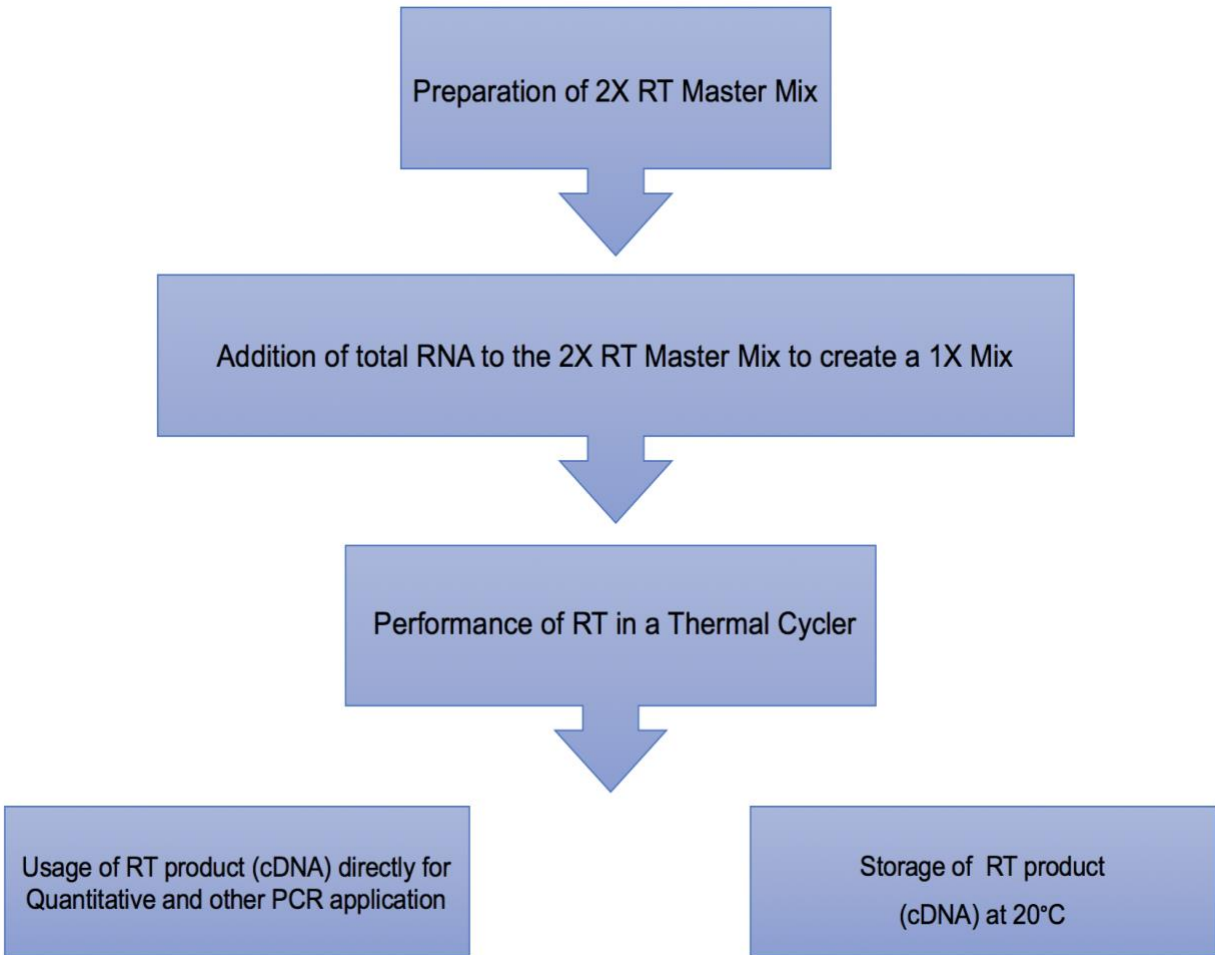 Preparation of 2X RT Master Mix
Addition of total RNA to the 2X RT Master Mix to create a 1X Mix
Performance of RT in a Thermal Cycler
Usage of RT product (cDNA) directly for
Quantitative and other PCR application
Storage of RT product
(cDNA) at 20°C